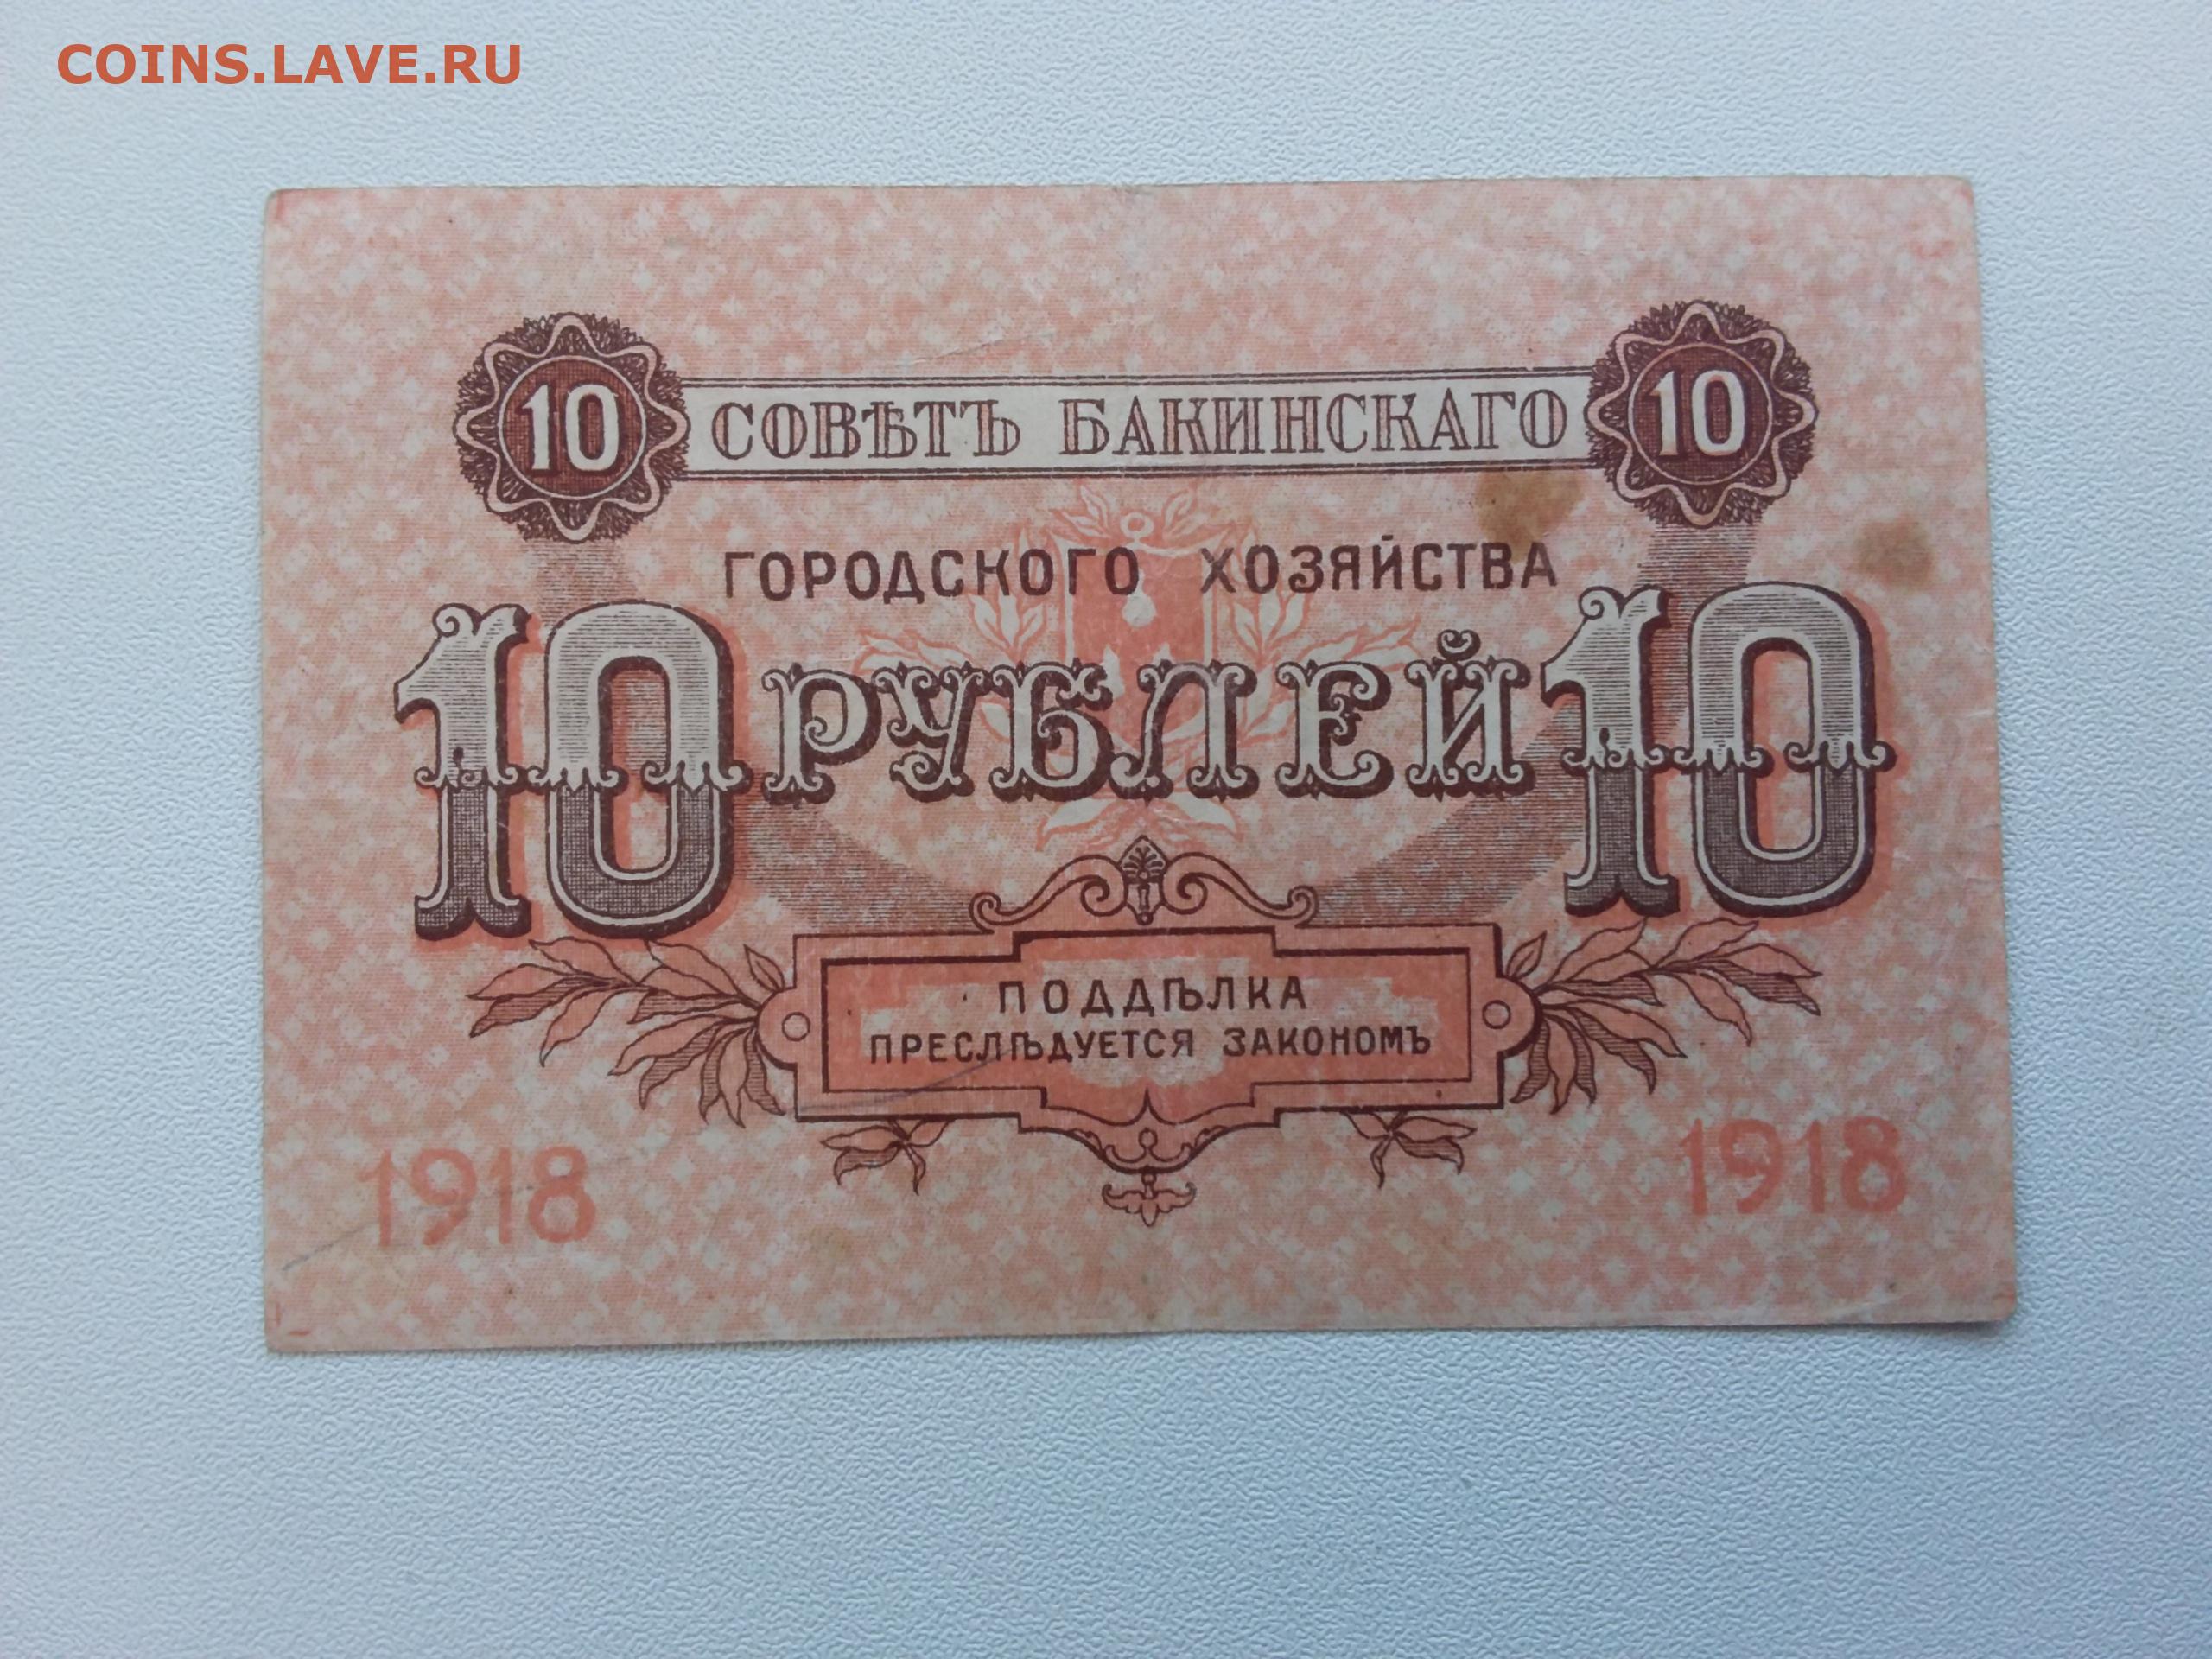 COINS.LAVE.RU
10 СОВѢТЪ БАКИНСКАГО 10
ГОРОДСКОГО ХОЗЯЙСТВА
10 РУБЛЕЙ 10
ПОДДѢЛКА
ПРЕСЛѢДУЕТСЯ ЗАКОНОМЪ
1918 1918